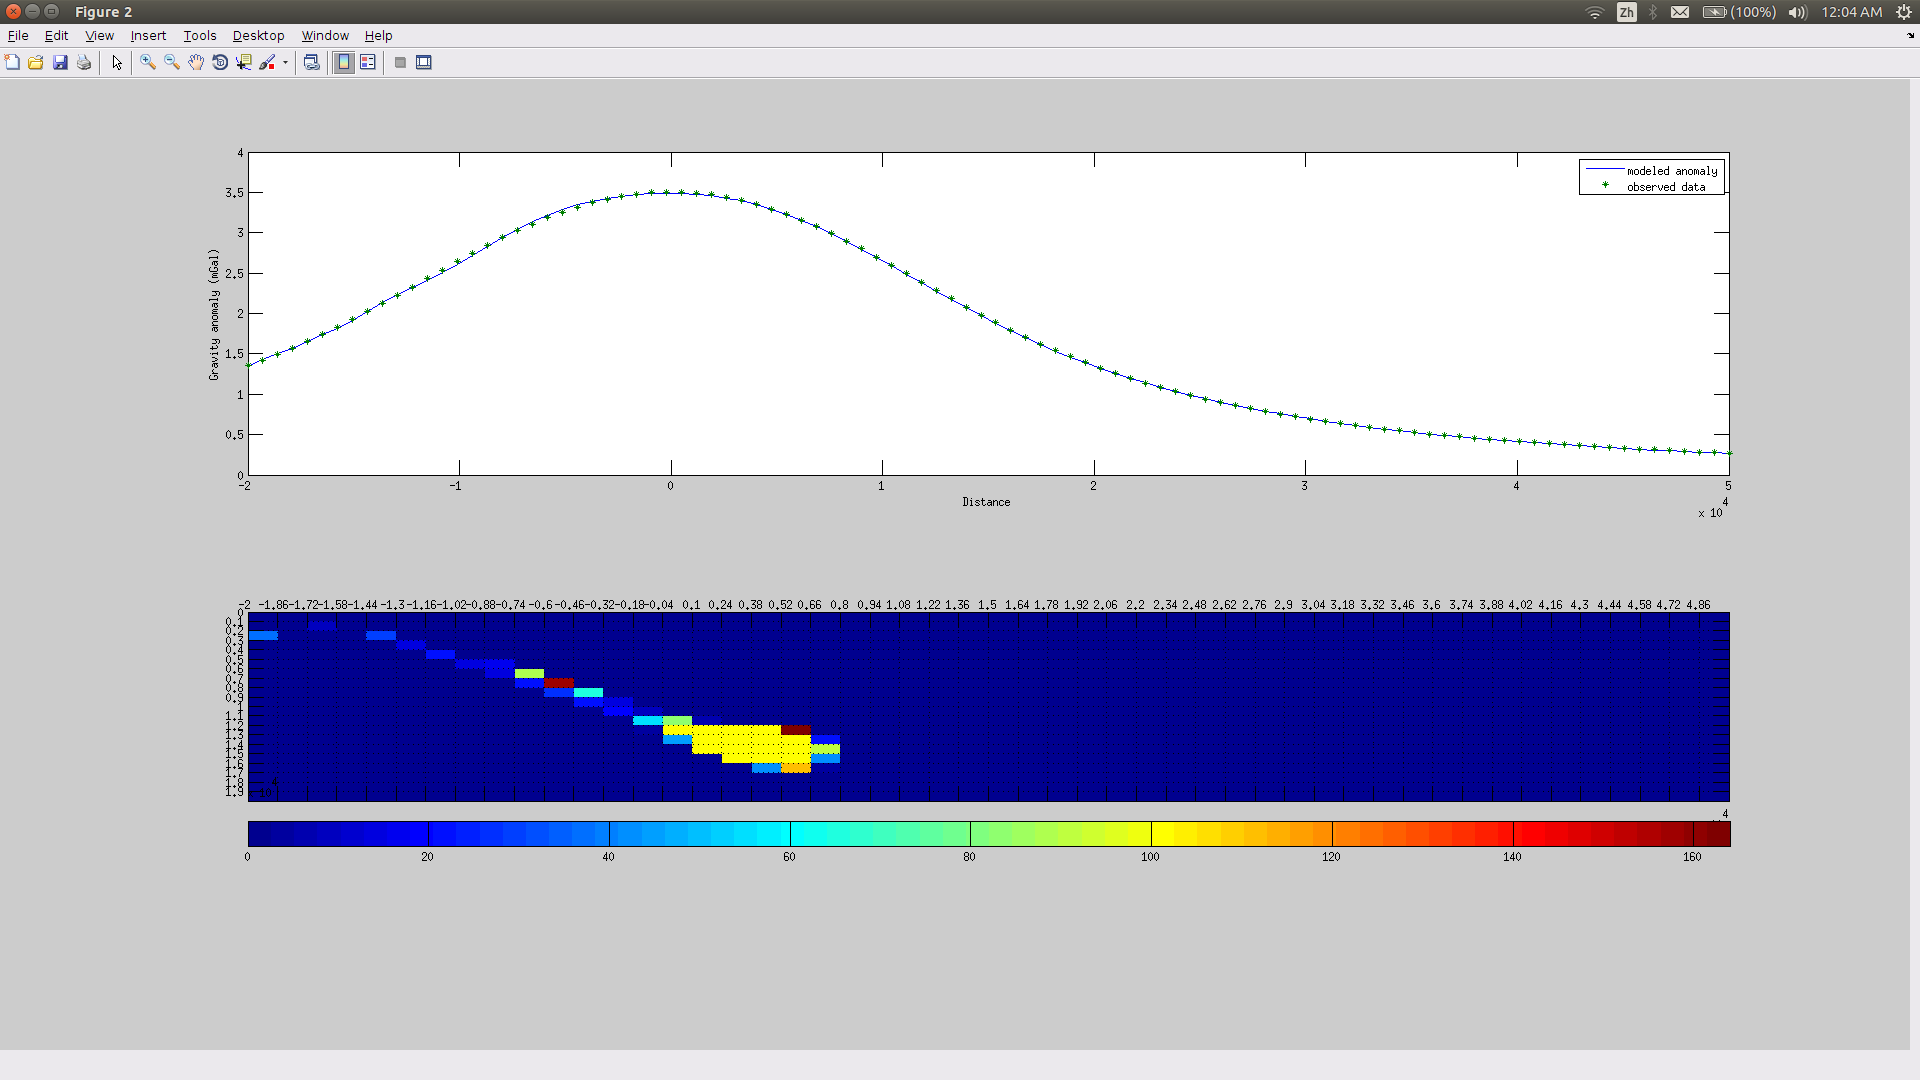 Figure 2
Zh
(100%)
12:04 AM
File Edit View Insert Tools Desktop Window Help
4
3.5
3
2.5
2
1.5
1
0.5
0
Gravity anomaly (mGal)
modeled anomaly
observed data
-2 -1 0 1 2 3 4 5
Distance
x 10 4
-2 -1.86 -1.72 -1.58 -1.44 -1.3 -1.16 -1.02 -0.88 -0.74 -0.6 -0.46 -0.32 -0.18 -0.04 0.1 0.24 0.38 0.52 0.66 0.8 0.94 1.08 1.22 1.36 1.5 1.64 1.78 1.92 2.06 2.2 2.34 2.48 2.62 2.76 2.9 3.04 3.18 3.32 3.46 3.6 3.74 3.88 4.02 4.16 4.3 4.44 4.58 4.72 4.86
0
0.1
0.2
0.3
0.4
0.5
0.6
0.7
0.8
0.9
1
1.1
1.2
1.3
1.4
1.5
1.6
1.7
1.8
1.9
10
4
0 20 40 60 80 100 120 140 160